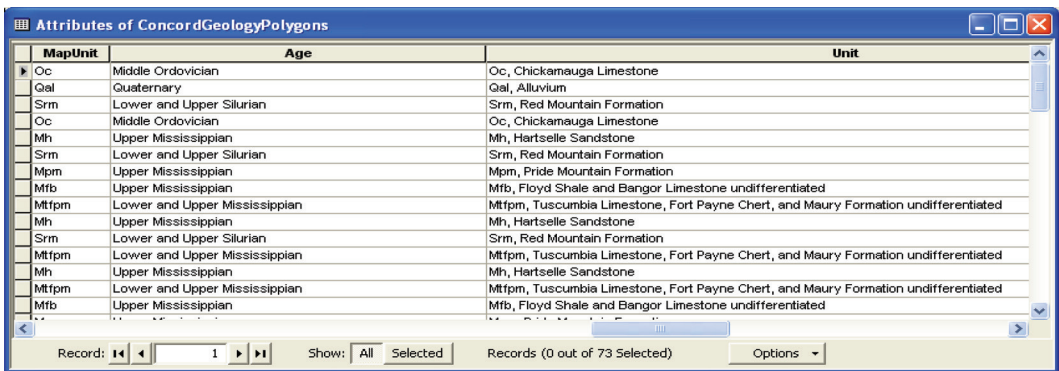 Attributes of ConcordGeologyPolygons
MapUnit Age Unit
Oc Middle Ordovician Oc, Chickamauga Limestone
Qal Quaternary Qal, Alluvium
Srm Lower and Upper Silurian Srm, Red Mountain Formation
Oc Middle Ordovician Oc, Chickamauga Limestone
Mh Upper Mississippian Mh, Hartselle Sandstone
Srm Lower and Upper Silurian Srm, Red Mountain Formation
Mpm Upper Mississippian Mpm, Pride Mountain Formation
Mfb Upper Mississippian Mfb, Floyd Shale and Bangor Limestone undifferentiated
Mtfpm Lower and Upper Mississippian Mtfpm, Tuscumbia Limestone, Fort Payne Chert, and Maury Formation undifferentiated
Mh Upper Mississippian Mh, Hartselle Sandstone
Srm Lower and Upper Silurian Srm, Red Mountain Formation
Mtfpm Lower and Upper Mississippian Mtfpm, Tuscumbia Limestone, Fort Payne Chert, and Maury Formation undifferentiated
Mh Upper Mississippian Mh, Hartselle Sandstone
Mtfpm Lower and Upper Mississippian Mtfpm, Tuscumbia Limestone, Fort Payne Chert, and Maury Formation undifferentiated
Mfb Upper Mississippian Mfb, Floyd Shale and Bangor Limestone undifferentiated
Record: 1 Show: All Selected Records (0 out of 73 Selected) Options